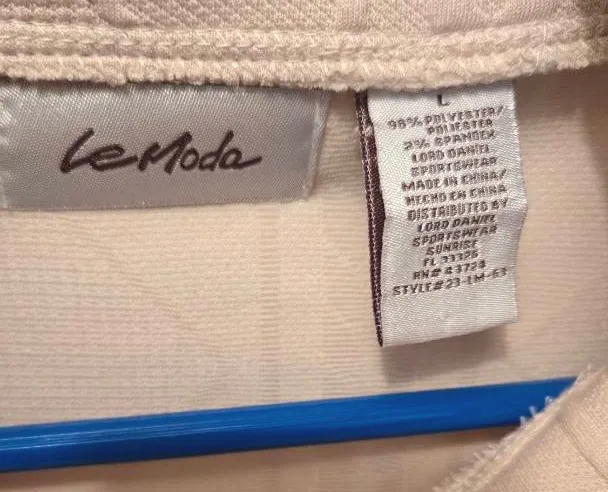 Le Moda
L
98% POLYESTER/
POLIESTER
2% SPANDEX
LORD DANIEL
SPORTSWEAR
MADE IN CHINA/
HECHO EN CHINA
DISTRIBUTED BY
LORD DANIEL
SPORTSWEAR
SUNRISE
FL 33325
RN# 43724
STYLE#23-LM-63